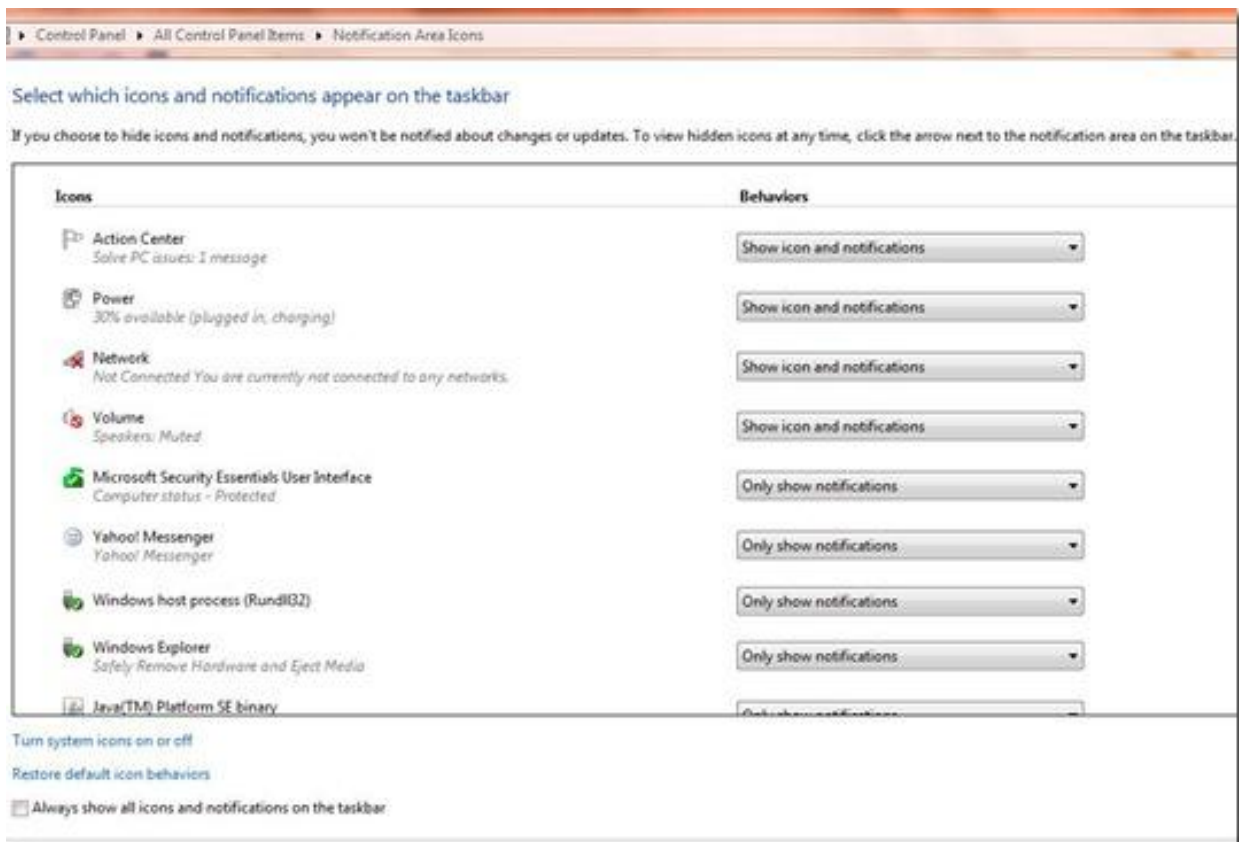 Control Panel ▸ All Control Panel Items ▸ Notification Area Icons
Select which icons and notifications appear on the taskbar
If you choose to hide icons and notifications, you won't be notified about changes or updates. To view hidden icons at any time, click the arrow next to the notification area on the taskbar.
Icons Behaviors
Action Center Show icon and notifications
Solve PC issues: 1 message
Power Show icon and notifications
30% available (plugged in, charging)
Network Show icon and notifications
Not Connected You are currently not connected to any networks.
Volume Show icon and notifications
Speakers: Muted
Microsoft Security Essentials User Interface Only show notifications
Computer status - Protected
Yahoo! Messenger Only show notifications
Yahoo! Messenger
Windows host process (Rundll32) Only show notifications
Windows Explorer Only show notifications
Safely Remove Hardware and Eject Media
Java(TM) Platform SE binary Only show notifications
Turn system icons on or off
Restore default icon behaviors
Always show all icons and notifications on the taskbar